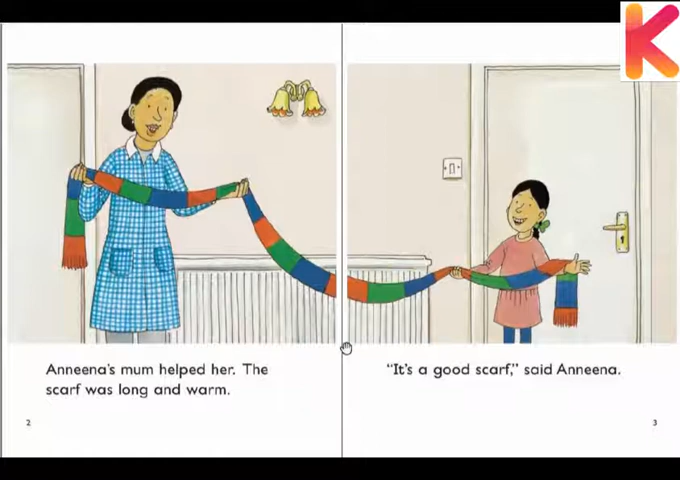 Anneena's mum helped her. The
scarf was long and warm.
2
"It's a good scarf," said Anneena.
3
K